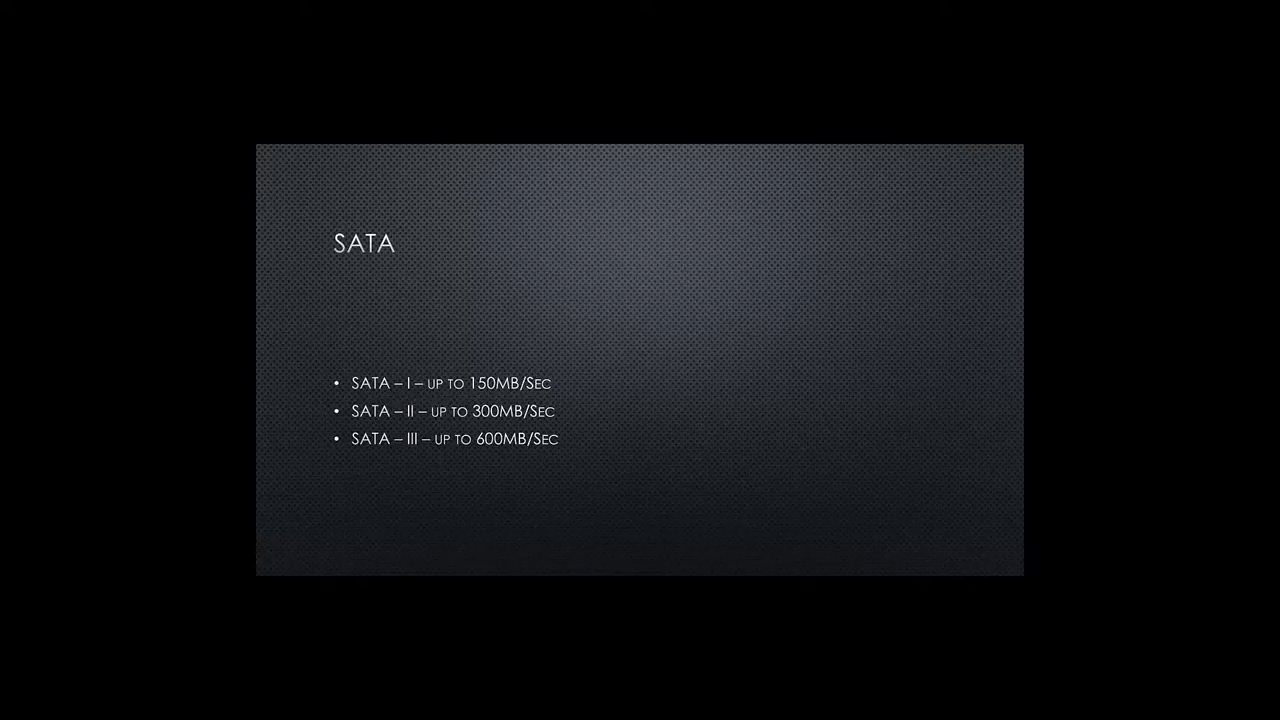 SATA
• SATA – I – UP TO 150MB/SEC
• SATA – II – UP TO 300MB/SEC
• SATA – III – UP TO 600MB/SEC